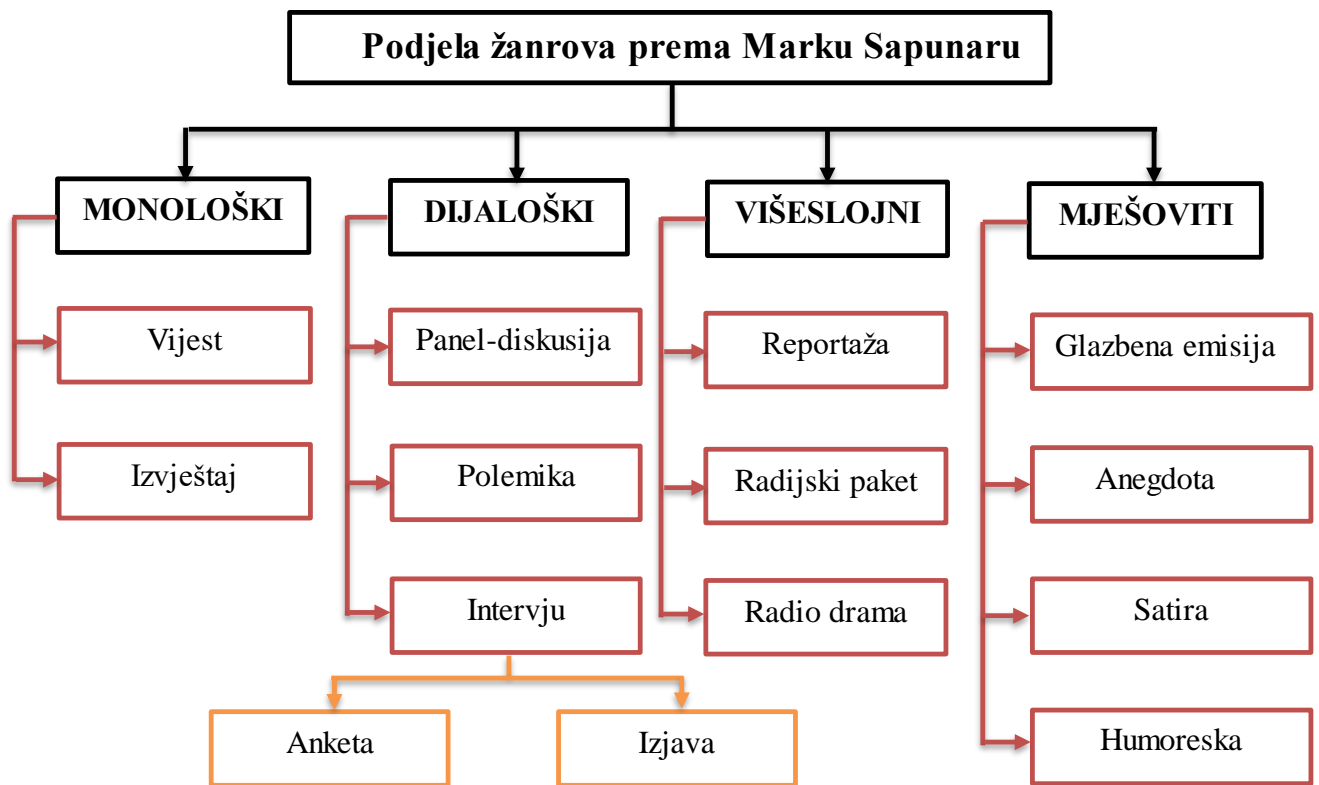 Podjela žanrova prema Marku Sapunaru
MONOLOŠKI
DIJALOŠKI
VIŠESLOJNI
MJEŠOVITI
Vijest
Panel-diskusija
Reportaža
Glazbena emisija
Izvještaj
Polemika
Radijski paket
Anegdota
Intervju
Radio drama
Satira
Anketa
Izjava
Humoreska